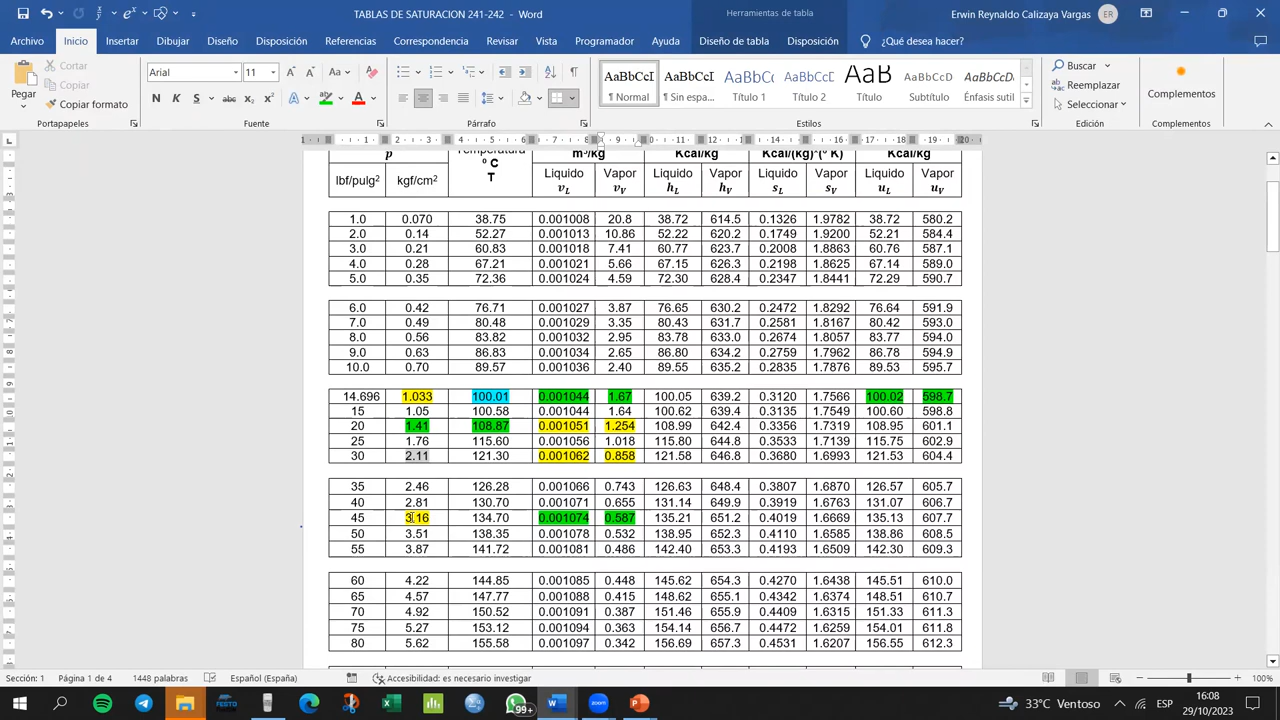 TABLAS DE SATURACION 241-242 - Word
Herramientas de tabla
Erwin Reynaldo Calizaya Vargas
ER
Archivo Inicio Insertar Dibujar Diseño Disposición Referencias Correspondencia Revisar Vista Programador Ayuda Diseño de tabla Disposición ¿Qué desea hacer?
Pegar
Cortar
Copiar
Copiar formato
Arial 11
AaBbCcI AaBbCcI AaBbC AaBbCcI AaB AaBbCcD AaBbCcI
¶ Normal ¶ Sin espa... Título 1 Título 2 Título Subtítulo Énfasis sutil
Buscar
Reemplazar
Seleccionar
Complementos
Portapapeles Fuente Párrafo Estilos Edición Complementos
p Temperatura m³/kg Kcal/kg Kcal/(kg)*(º K) Kcal/kg
º C
T
lbf/pulg² kgf/cm² Liquido Vapor Liquido Vapor Liquido Vapor Liquido Vapor
vL vV hL hV sL sV uL uV
1.0 0.070 38.75 0.001008 20.8 38.72 614.5 0.1326 1.9782 38.72 580.2
2.0 0.14 52.27 0.001013 10.86 52.22 620.2 0.1749 1.9200 52.21 584.4
3.0 0.21 60.83 0.001018 7.41 60.77 623.7 0.2008 1.8863 60.76 587.1
4.0 0.28 67.21 0.001021 5.66 67.15 626.3 0.2198 1.8625 67.14 589.0
5.0 0.35 72.36 0.001024 4.59 72.30 628.4 0.2347 1.8441 72.29 590.7
6.0 0.42 76.71 0.001027 3.87 76.65 630.2 0.2472 1.8292 76.64 591.9
7.0 0.49 80.48 0.001029 3.35 80.43 631.7 0.2581 1.8167 80.42 593.0
8.0 0.56 83.82 0.001032 2.95 83.78 633.0 0.2674 1.8057 83.77 594.0
9.0 0.63 86.83 0.001034 2.65 86.80 634.2 0.2759 1.7962 86.78 594.9
10.0 0.70 89.57 0.001036 2.40 89.55 635.2 0.2835 1.7876 89.53 595.7
14.696 1.033 100.01 0.001044 1.67 100.05 639.2 0.3120 1.7566 100.02 598.7
15 1.05 100.58 0.001044 1.64 100.62 639.4 0.3135 1.7549 100.60 598.8
20 1.41 108.87 0.001051 1.254 108.99 642.4 0.3356 1.7319 108.95 601.1
25 1.76 115.60 0.001056 1.018 115.80 644.8 0.3533 1.7139 115.75 602.9
30 2.11 121.30 0.001062 0.858 121.58 646.8 0.3680 1.6993 121.53 604.4
35 2.46 126.28 0.001066 0.743 126.63 648.4 0.3807 1.6870 126.57 605.7
40 2.81 130.70 0.001071 0.655 131.14 649.9 0.3919 1.6763 131.07 606.7
45 3.16 134.70 0.001074 0.587 135.21 651.2 0.4019 1.6669 135.13 607.7
50 3.51 138.35 0.001078 0.532 138.95 652.3 0.4110 1.6585 138.86 608.5
55 3.87 141.72 0.001081 0.486 142.40 653.3 0.4193 1.6509 142.30 609.3
60 4.22 144.85 0.001085 0.448 145.62 654.3 0.4270 1.6438 145.51 610.0
65 4.57 147.77 0.001088 0.415 148.62 655.1 0.4342 1.6374 148.51 610.7
70 4.92 150.52 0.001091 0.387 151.46 655.9 0.4409 1.6315 151.33 611.3
75 5.27 153.12 0.001094 0.363 154.14 656.7 0.4472 1.6259 154.01 611.8
80 5.62 155.58 0.001097 0.342 156.69 657.3 0.4531 1.6207 156.55 612.3
Sección: 1 Página 1 de 4 1448 palabras Español (España) Accesibilidad: es necesario investigar 100%
FESTO
99+
33°C Ventoso
ESP
16:08
29/10/2023